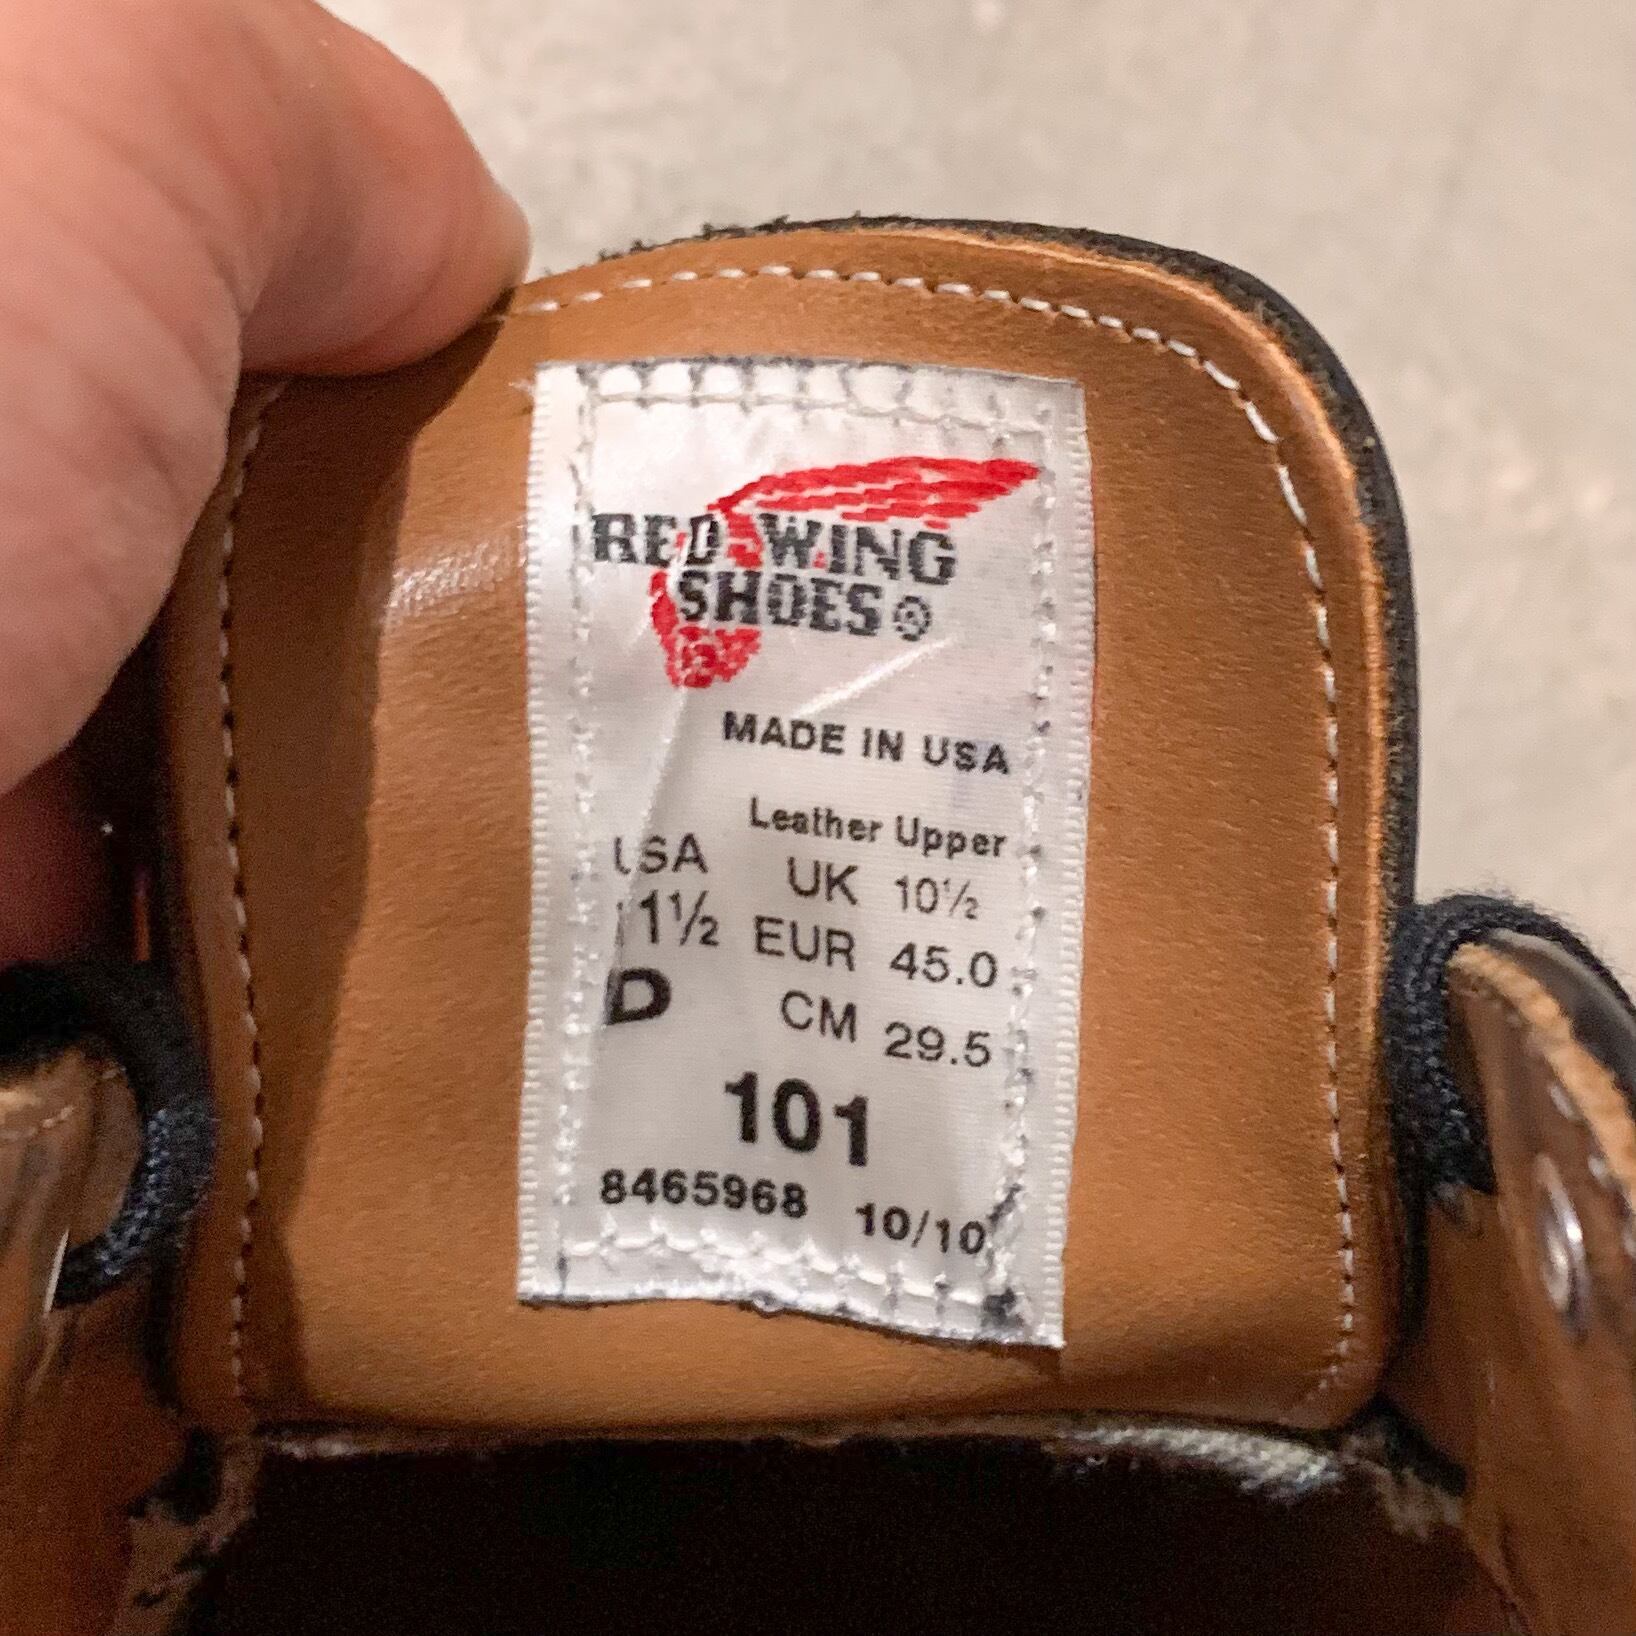 RED WING
SHOES ®
MADE IN USA
Leather Upper
USA UK 10½
11½ EUR 45.0
D CM 29.5
101
8465968 10/10